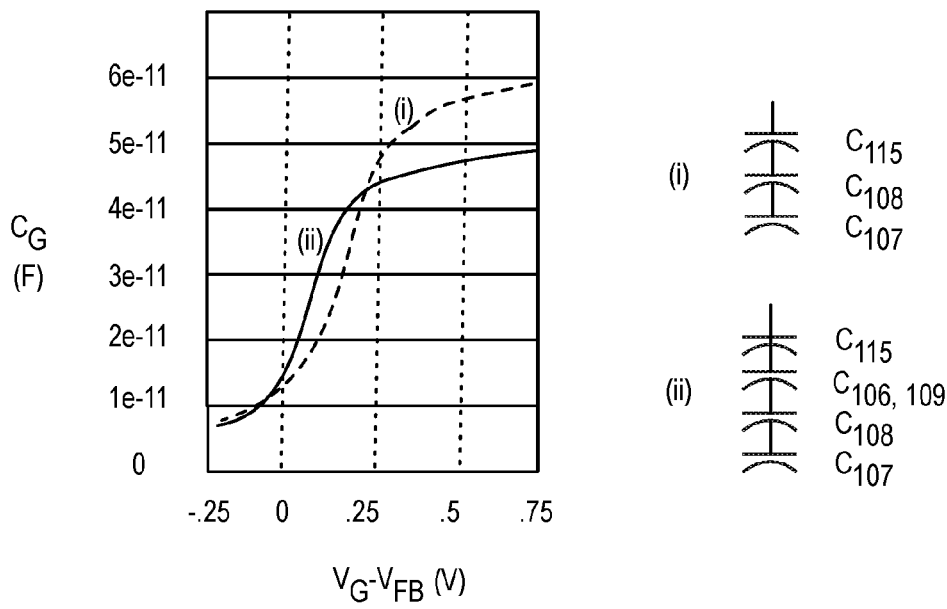 6e-11
5e-11
4e-11
3e-11
2e-11
1e-11
0
C_G
(F)
(i)
(ii)
-.25 0 .25 .5 .75
V_G-V_FB (V)
(i)
C_115
C_108
C_107
(ii)
C_115
C_106, 109
C_108
C_107